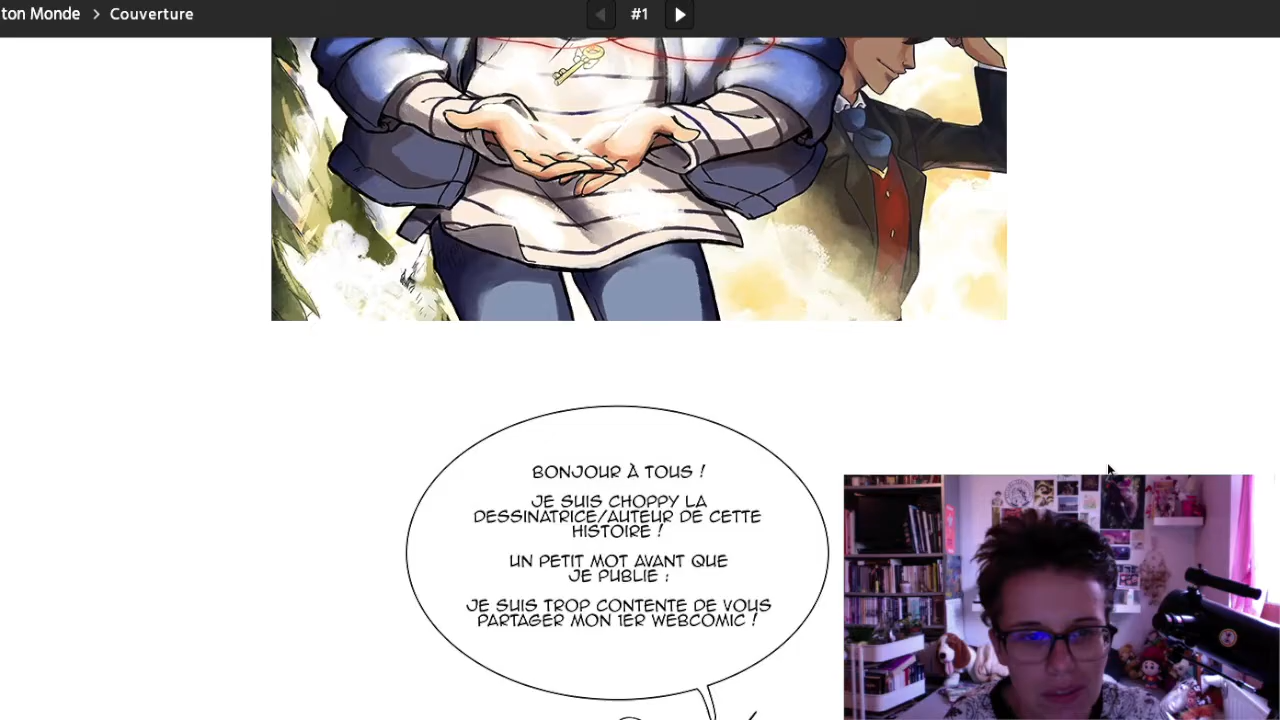 ton Monde > Couverture
#1
BONJOUR À TOUS !
JE SUIS CHOPPY LA
DESSINATRICE/AUTEUR DE CETTE
HISTOIRE !
UN PETIT MOT AVANT QUE
JE PUBLIE :
JE SUIS TROP CONTENTE DE VOUS
PARTAGER MON 1ER WEBCOMIC !